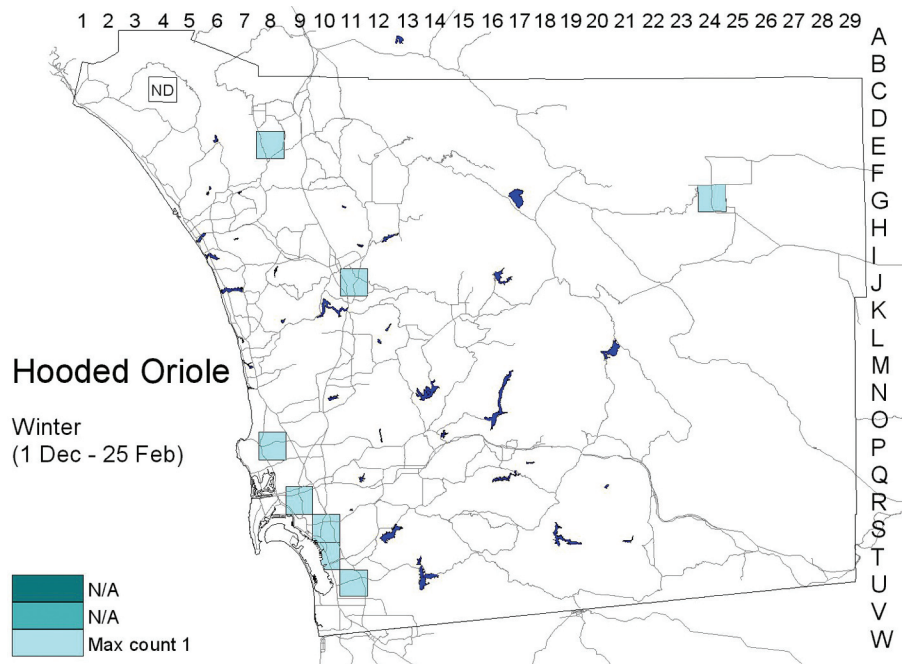 1 2 3 4 5 6 7 8 9 10 11 12 13 14 15 16 17 18 19 20 21 22 23 24 25 26 27 28 29
A
B
C
D
E
F
G
H
I
J
K
L
M
N
O
P
Q
R
S
T
U
V
W
ND
Hooded Oriole
Winter
(1 Dec - 25 Feb)
N/A
N/A
Max count 1